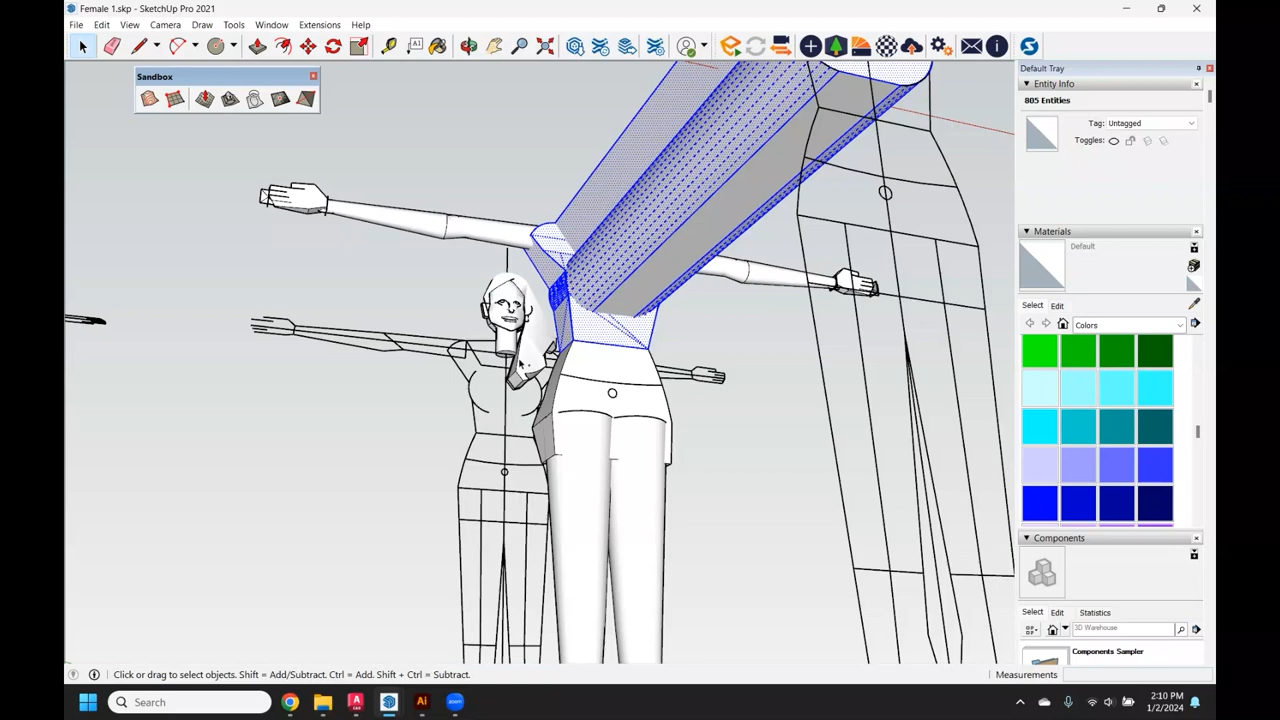 Female 1.skp - SketchUp Pro 2021
File Edit View Camera Draw Tools Window Extensions Help
Sandbox
Default Tray
Entity Info
805 Entities
Tag: Untagged
Toggles:
Materials
Default
Select Edit
Colors
Components
Select Edit Statistics
3D Warehouse
Components Sampler
Click or drag to select objects. Shift = Add/Subtract. Ctrl = Add. Shift + Ctrl = Subtract.
Measurements
Search
2:10 PM
1/2/2024